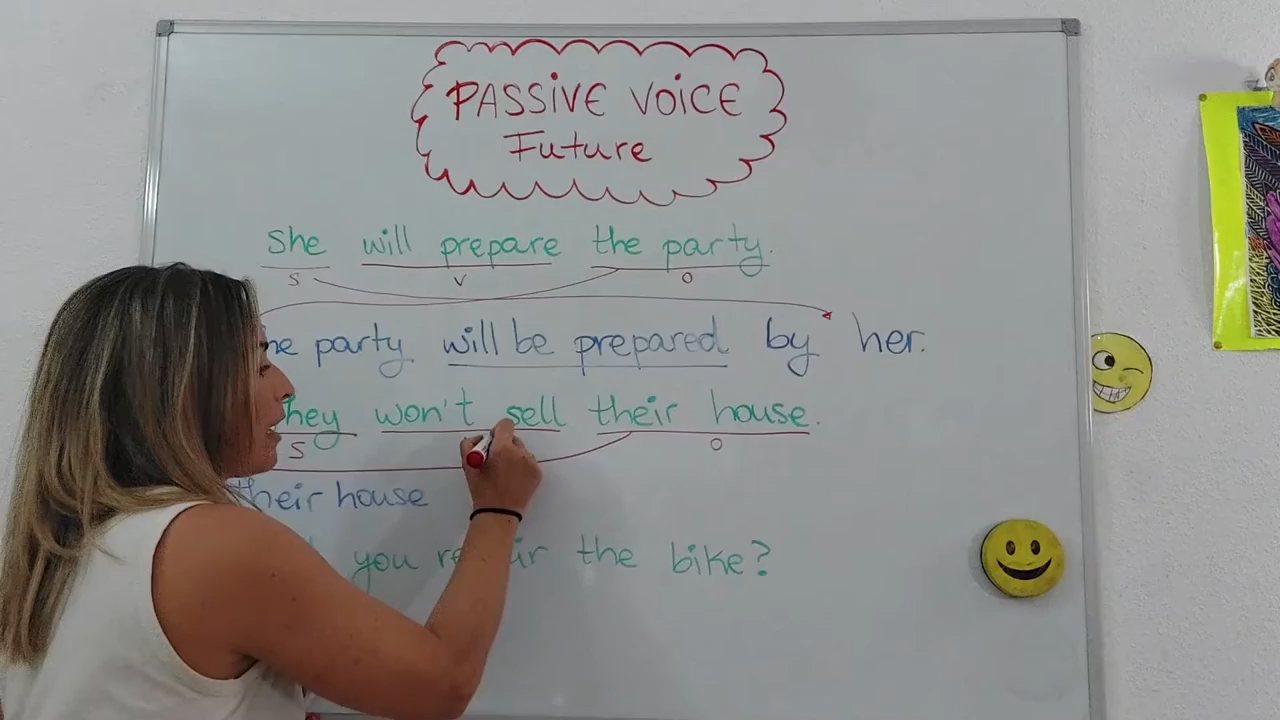 PASSIVE VOICE
Future
She will prepare the party.
S V O
party will be prepared by her.
won't sell their house.
S O
their house
you the bike?